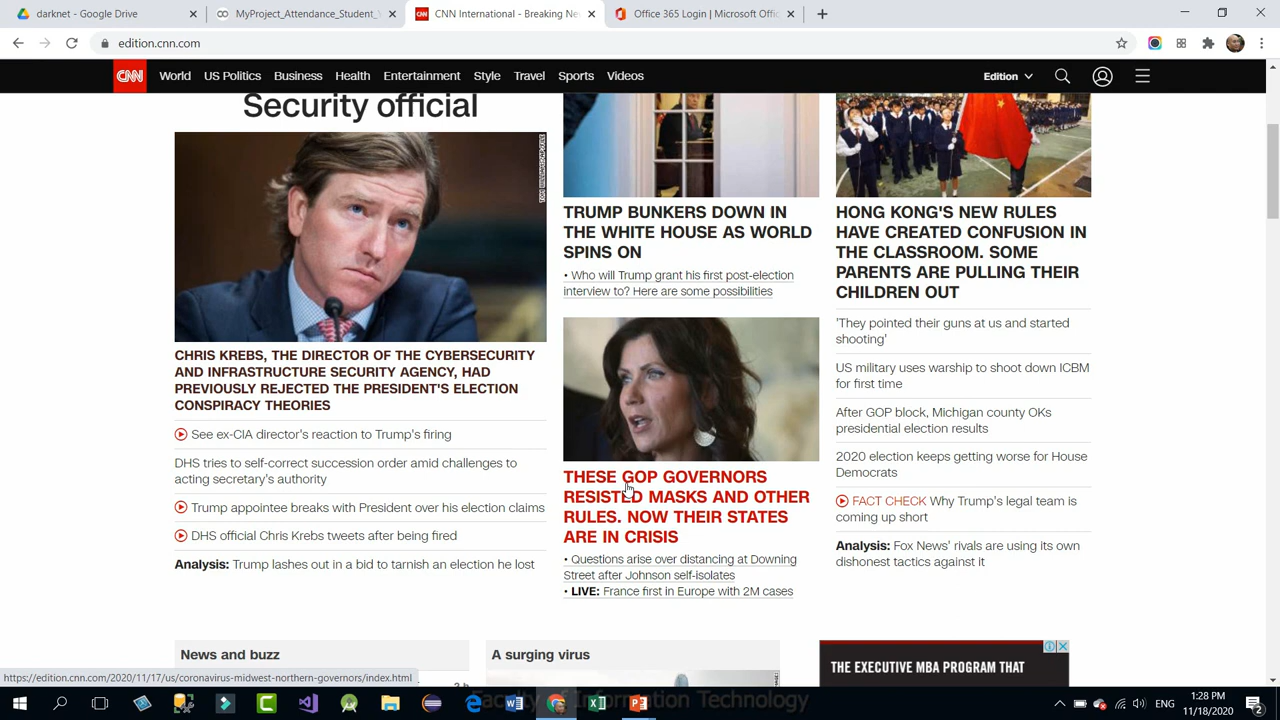 darknet - Google Drive
MyProject_Attendance_Student_
CNN International - Breaking Ne
Office 365 Login | Microsoft Offic
edition.cnn.com
CNN World US Politics Business Health Entertainment Style Travel Sports Videos Edition
Security official
CHRIS KREBS, THE DIRECTOR OF THE CYBERSECURITY
AND INFRASTRUCTURE SECURITY AGENCY, HAD
PREVIOUSLY REJECTED THE PRESIDENT'S ELECTION
CONSPIRACY THEORIES
See ex-CIA director's reaction to Trump's firing
DHS tries to self-correct succession order amid challenges to
acting secretary's authority
Trump appointee breaks with President over his election claims
DHS official Chris Krebs tweets after being fired
Analysis: Trump lashes out in a bid to tarnish an election he lost
TRUMP BUNKERS DOWN IN
THE WHITE HOUSE AS WORLD
SPINS ON
• Who will Trump grant his first post-election
interview to? Here are some possibilities
THESE GOP GOVERNORS
RESISTED MASKS AND OTHER
RULES. NOW THEIR STATES
ARE IN CRISIS
• Questions arise over distancing at Downing
Street after Johnson self-isolates
• LIVE: France first in Europe with 2M cases
HONG KONG'S NEW RULES
HAVE CREATED CONFUSION IN
THE CLASSROOM. SOME
PARENTS ARE PULLING THEIR
CHILDREN OUT
'They pointed their guns at us and started
shooting'
US military uses warship to shoot down ICBM
for first time
After GOP block, Michigan county OKs
presidential election results
2020 election keeps getting worse for House
Democrats
FACT CHECK Why Trump's legal team is
coming up short
Analysis: Fox News' rivals are using its own
dishonest tactics against it
News and buzz
A surging virus
THE EXECUTIVE MBA PROGRAM THAT
https://edition.cnn.com/2020/11/17/us/coronavirus-midwest-northern-governors/index.html
Faculty of Information Technology
ENG
1:28 PM
11/18/2020
2